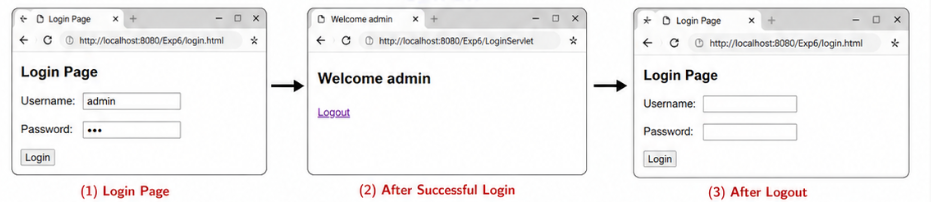 Login Page
http://localhost:8080/Exp6/login.html
Login Page
Username: admin
Password: •••
Login
(1) Login Page
Welcome admin
http://localhost:8080/Exp6/LoginServlet
Welcome admin
Logout
(2) After Successful Login
Login Page
http://localhost:8080/Exp6/login.html
Login Page
Username:
Password:
Login
(3) After Logout